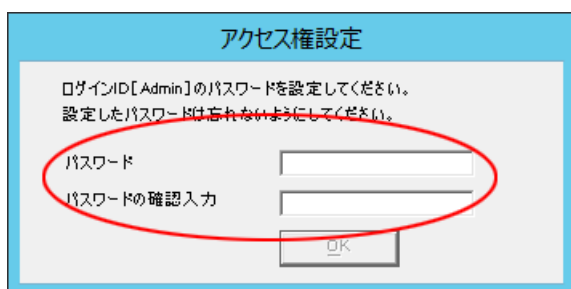 アクセス権設定
ログインID[Admin]のパスワードを設定してください。
設定したパスワードは忘れないようにしてください。
パスワード
パスワードの確認入力
OK